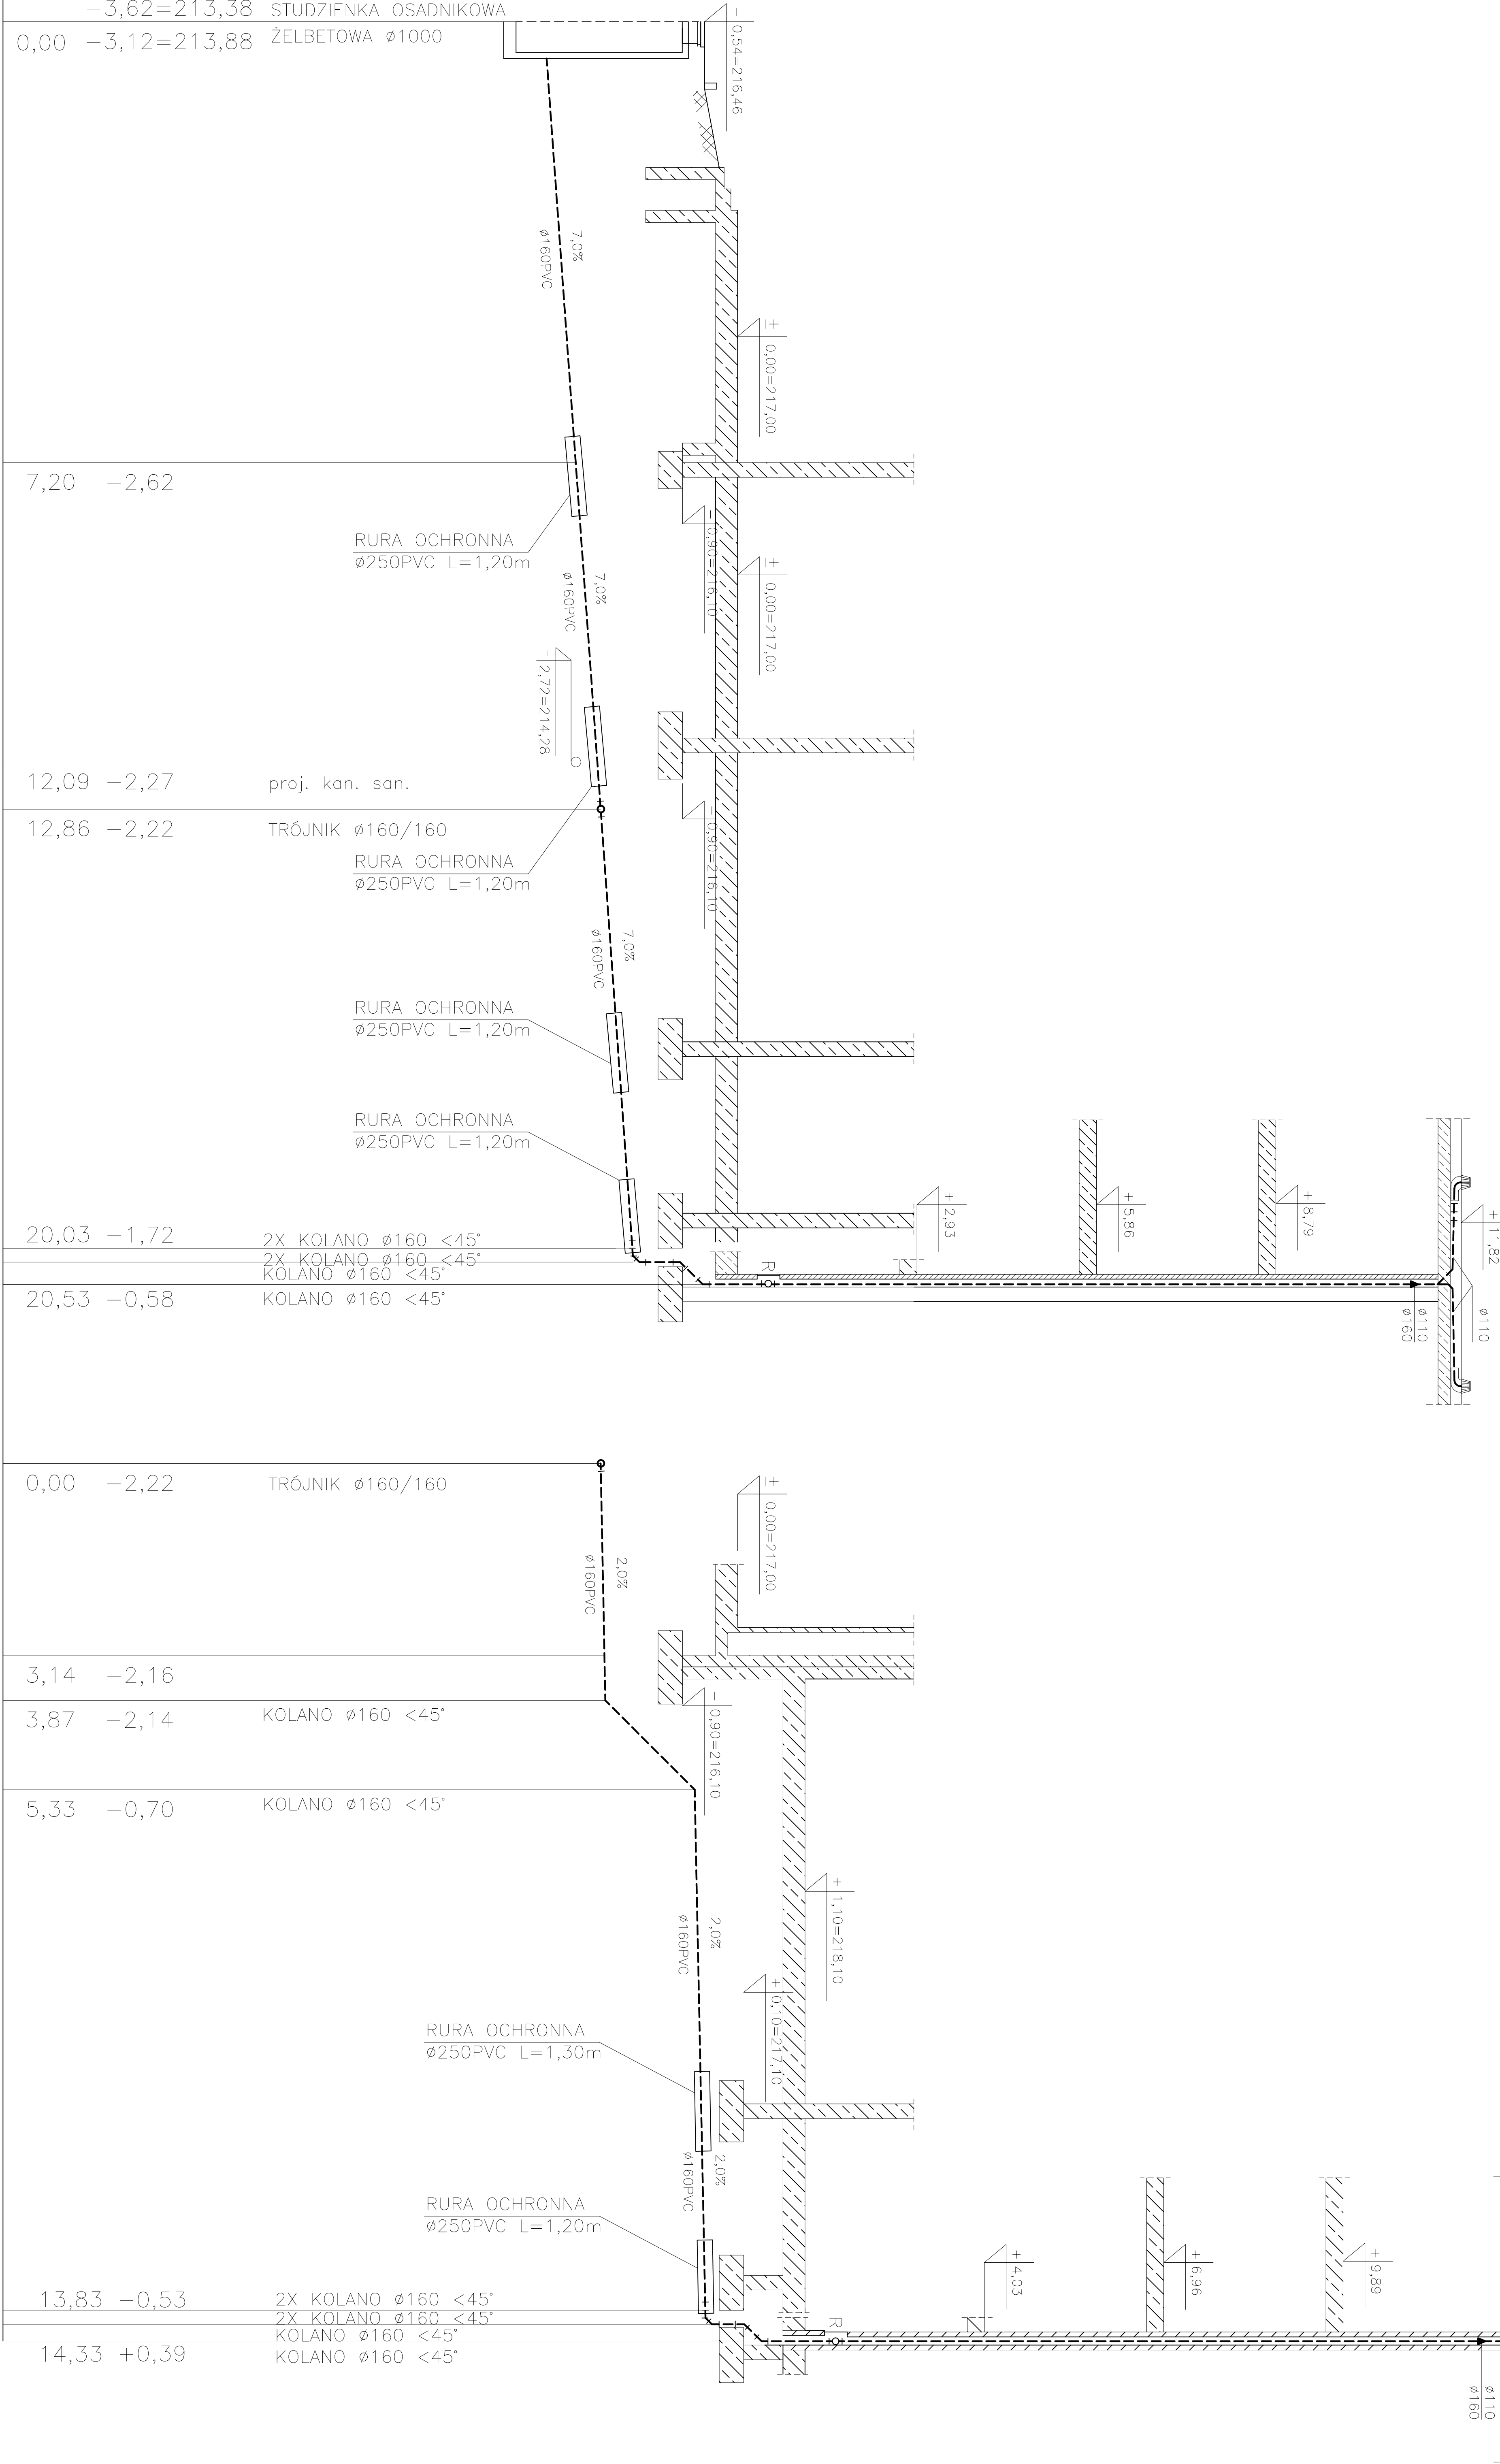 −3,62=213,38 STUDZIENKA OSADNIKOWA
0,00 −3,12=213,88 ŻELBETOWA ø1000
− 0,54=216,46
7,0%
ø160PVC
± 0,00=217,00
7,20 −2,62
RURA OCHRONNA
ø250PVC L=1,20m
− 0,90=216,10
± 0,00=217,00
7,0%
ø160PVC
− 2,72=214,28
12,09 −2,27 proj. kan. san.
12,86 −2,22 TRÓJNIK ø160/160
RURA OCHRONNA
ø250PVC L=1,20m
− 0,90=216,10
7,0%
ø160PVC
RURA OCHRONNA
ø250PVC L=1,20m
RURA OCHRONNA
ø250PVC L=1,20m
+ 2,93
+ 5,86
+ 8,79
+ 11,82
20,03 −1,72 2X KOLANO ø160 <45°
2X KOLANO ø160 <45°
KOLANO ø160 <45°
20,53 −0,58 KOLANO ø160 <45°
R
ø110
ø160
ø110
0,00 −2,22 TRÓJNIK ø160/160
± 0,00=217,00
2,0%
ø160PVC
3,14 −2,16
3,87 −2,14 KOLANO ø160 <45°
− 0,90=216,10
5,33 −0,70 KOLANO ø160 <45°
+ 1,10=218,10
2,0%
ø160PVC
+ 0,10=217,10
RURA OCHRONNA
ø250PVC L=1,30m
2,0%
ø160PVC
RURA OCHRONNA
ø250PVC L=1,20m
+ 4,03
+ 6,96
+ 9,89
13,83 −0,53 2X KOLANO ø160 <45°
2X KOLANO ø160 <45°
KOLANO ø160 <45°
14,33 +0,39 KOLANO ø160 <45°
R
ø110
ø160